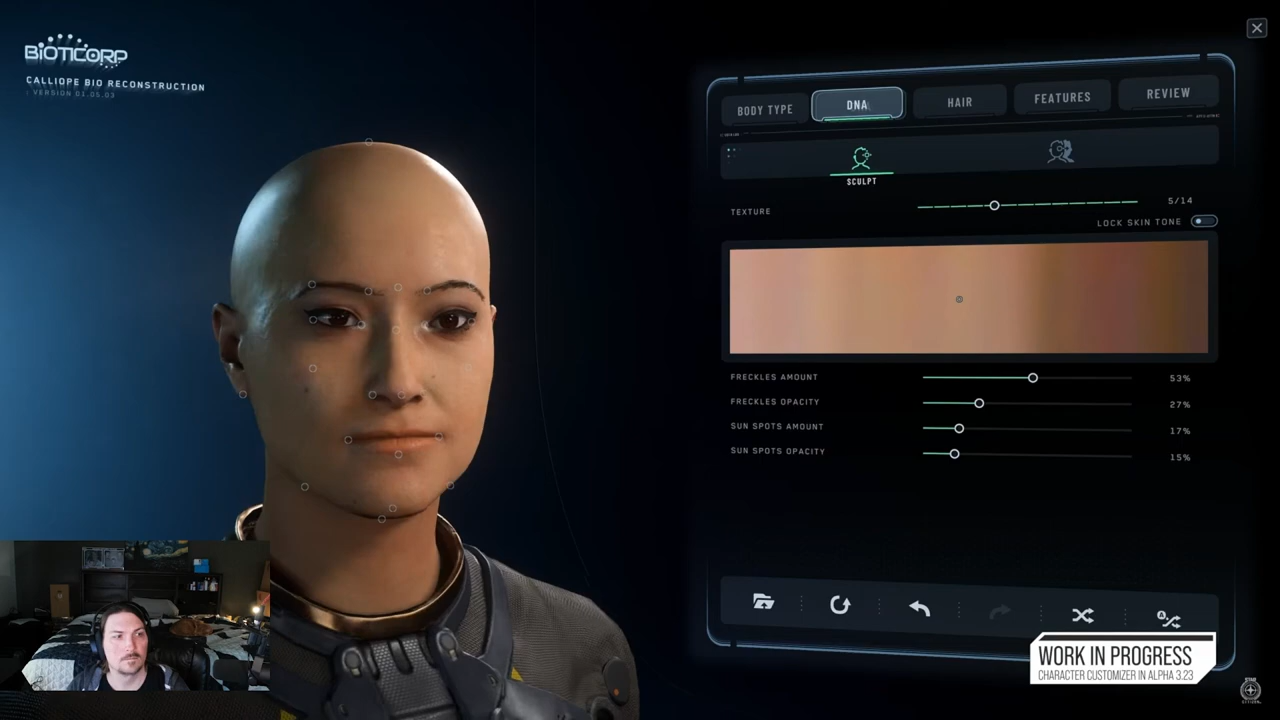 BIOTICORP
CALLIOPE BIO RECONSTRUCTION
VERSION 01.05.03
BODY TYPE
DNA
HAIR
FEATURES
REVIEW
SCULPT
TEXTURE
5/14
LOCK SKIN TONE
FRECKLES AMOUNT
53%
FRECKLES OPACITY
27%
SUN SPOTS AMOUNT
17%
SUN SPOTS OPACITY
15%
WORK IN PROGRESS
CHARACTER CUSTOMIZER IN ALPHA 3.23
STAR
CITIZEN